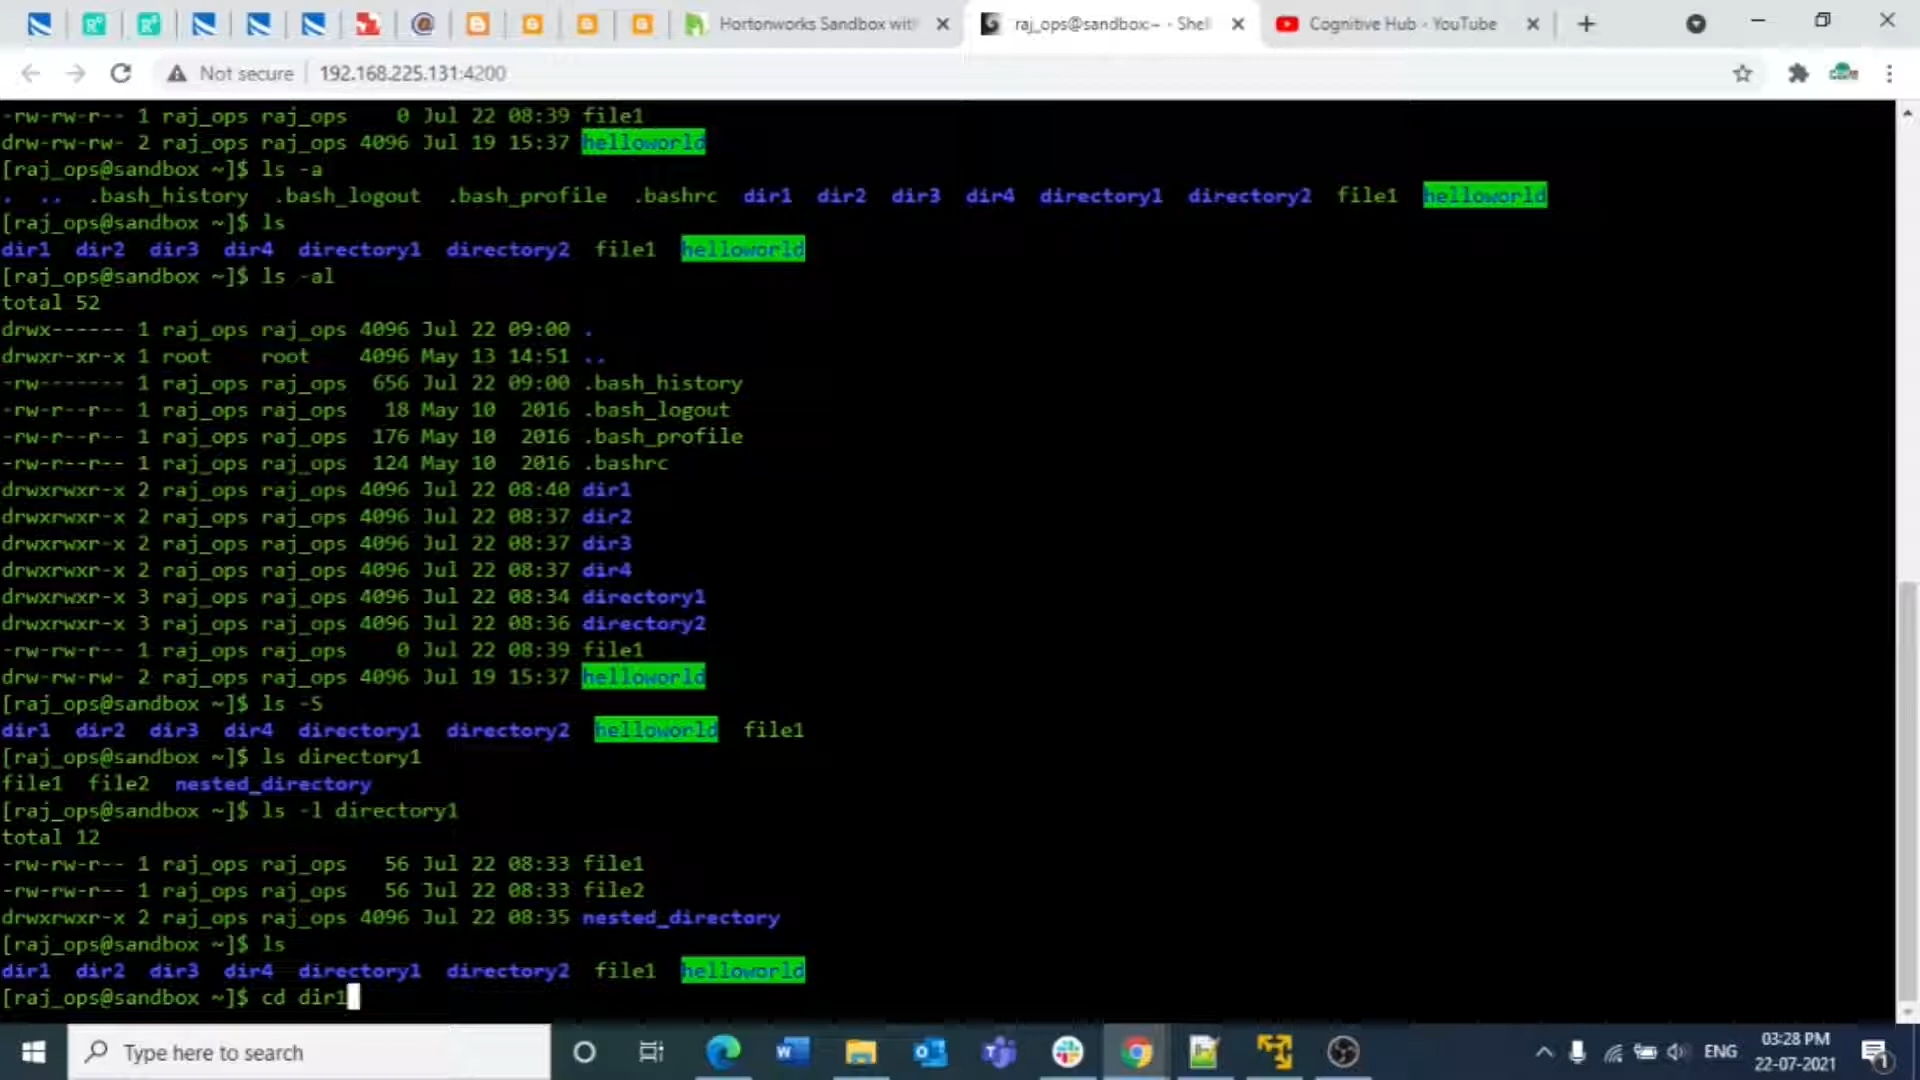 Hortonworks Sandbox with
raj_ops@sandbox:~ - Shell
Cognitive Hub - YouTube
Not secure
192.168.225.131:4200
-rw-rw-r-- 1 raj_ops raj_ops    0 Jul 22 08:39 file1
drw-rw-rw- 2 raj_ops raj_ops 4096 Jul 19 15:37 helloworld
[raj_ops@sandbox ~]$ ls -a
.  ..  .bash_history  .bash_logout  .bash_profile  .bashrc  dir1  dir2  dir3  dir4  directory1  directory2  file1  helloworld
[raj_ops@sandbox ~]$ ls
dir1  dir2  dir3  dir4  directory1  directory2  file1  helloworld
[raj_ops@sandbox ~]$ ls -al
total 52
drwx------ 1 raj_ops raj_ops 4096 Jul 22 09:00 .
drwxr-xr-x 1 root    root    4096 May 13 14:51 ..
-rw------- 1 raj_ops raj_ops  656 Jul 22 09:00 .bash_history
-rw-r--r-- 1 raj_ops raj_ops   18 May 10  2016 .bash_logout
-rw-r--r-- 1 raj_ops raj_ops  176 May 10  2016 .bash_profile
-rw-r--r-- 1 raj_ops raj_ops  124 May 10  2016 .bashrc
drwxrwxr-x 2 raj_ops raj_ops 4096 Jul 22 08:40 dir1
drwxrwxr-x 2 raj_ops raj_ops 4096 Jul 22 08:37 dir2
drwxrwxr-x 2 raj_ops raj_ops 4096 Jul 22 08:37 dir3
drwxrwxr-x 2 raj_ops raj_ops 4096 Jul 22 08:37 dir4
drwxrwxr-x 3 raj_ops raj_ops 4096 Jul 22 08:34 directory1
drwxrwxr-x 3 raj_ops raj_ops 4096 Jul 22 08:36 directory2
-rw-rw-r-- 1 raj_ops raj_ops    0 Jul 22 08:39 file1
drw-rw-rw- 2 raj_ops raj_ops 4096 Jul 19 15:37 helloworld
[raj_ops@sandbox ~]$ ls -S
dir1  dir2  dir3  dir4  directory1  directory2  helloworld  file1
[raj_ops@sandbox ~]$ ls directory1
file1  file2  nested_directory
[raj_ops@sandbox ~]$ ls -l directory1
total 12
-rw-rw-r-- 1 raj_ops raj_ops   56 Jul 22 08:33 file1
-rw-rw-r-- 1 raj_ops raj_ops   56 Jul 22 08:33 file2
drwxrwxr-x 2 raj_ops raj_ops 4096 Jul 22 08:35 nested_directory
[raj_ops@sandbox ~]$ ls
dir1  dir2  dir3  dir4  directory1  directory2  file1  helloworld
[raj_ops@sandbox ~]$ cd dir1
Type here to search
ENG
03:28 PM
22-07-2021
1